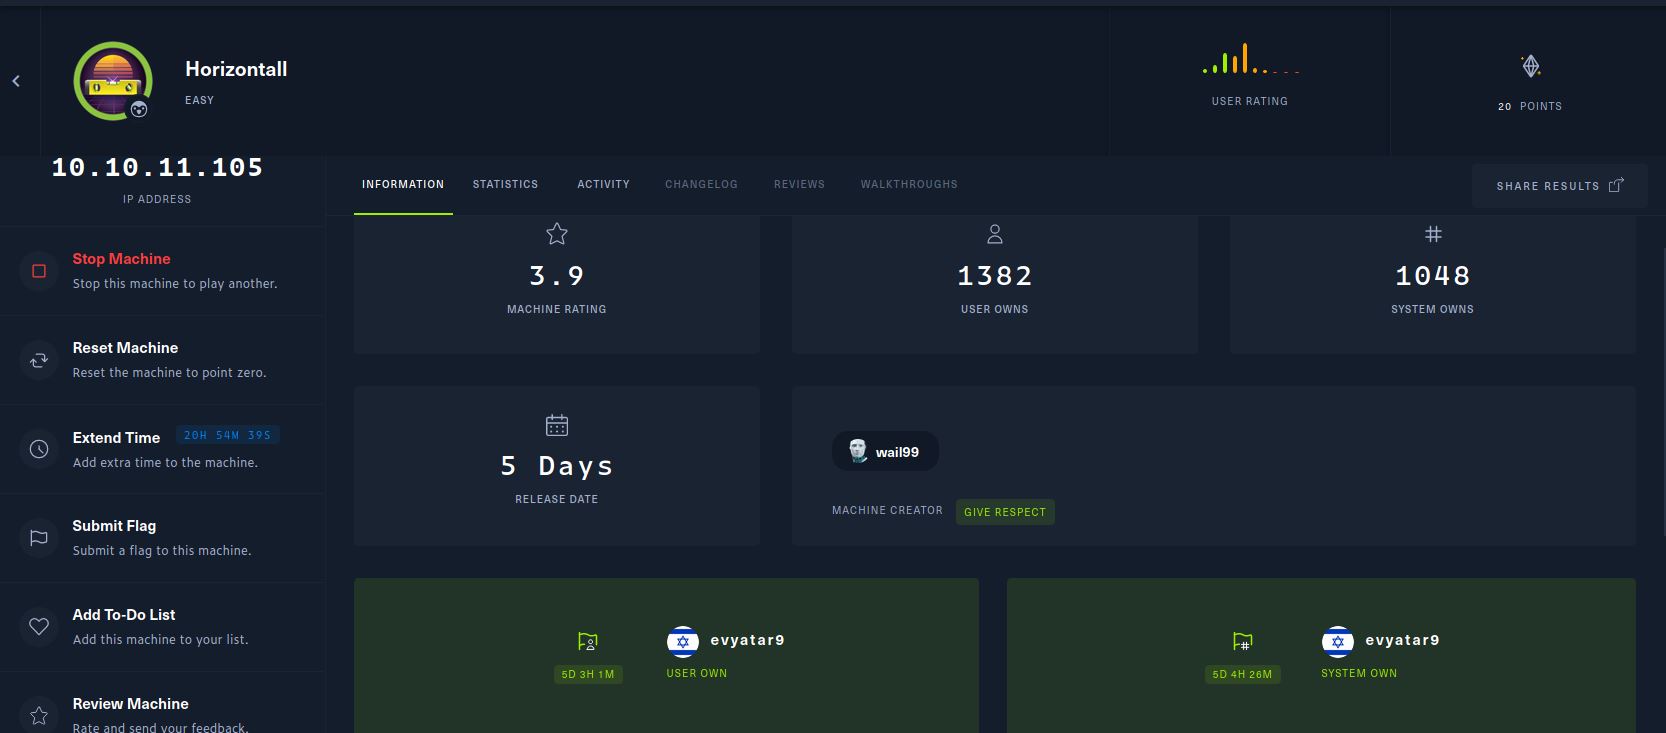 Horizontall
EASY
USER RATING
20 POINTS
10.10.11.105
IP ADDRESS
INFORMATION STATISTICS ACTIVITY CHANGELOG REVIEWS WALKTHROUGHS
SHARE RESULTS
Stop Machine
Stop this machine to play another.
Reset Machine
Reset the machine to point zero.
Extend Time 20H 54M 39S
Add extra time to the machine.
Submit Flag
Submit a flag to this machine.
Add To-Do List
Add this machine to your list.
Review Machine
Rate and send your feedback.
3.9
MACHINE RATING
1382
USER OWNS
1048
SYSTEM OWNS
5 Days
RELEASE DATE
wail99
MACHINE CREATOR GIVE RESPECT
evyatar9
5D 3H 1M USER OWN
evyatar9
5D 4H 26M SYSTEM OWN